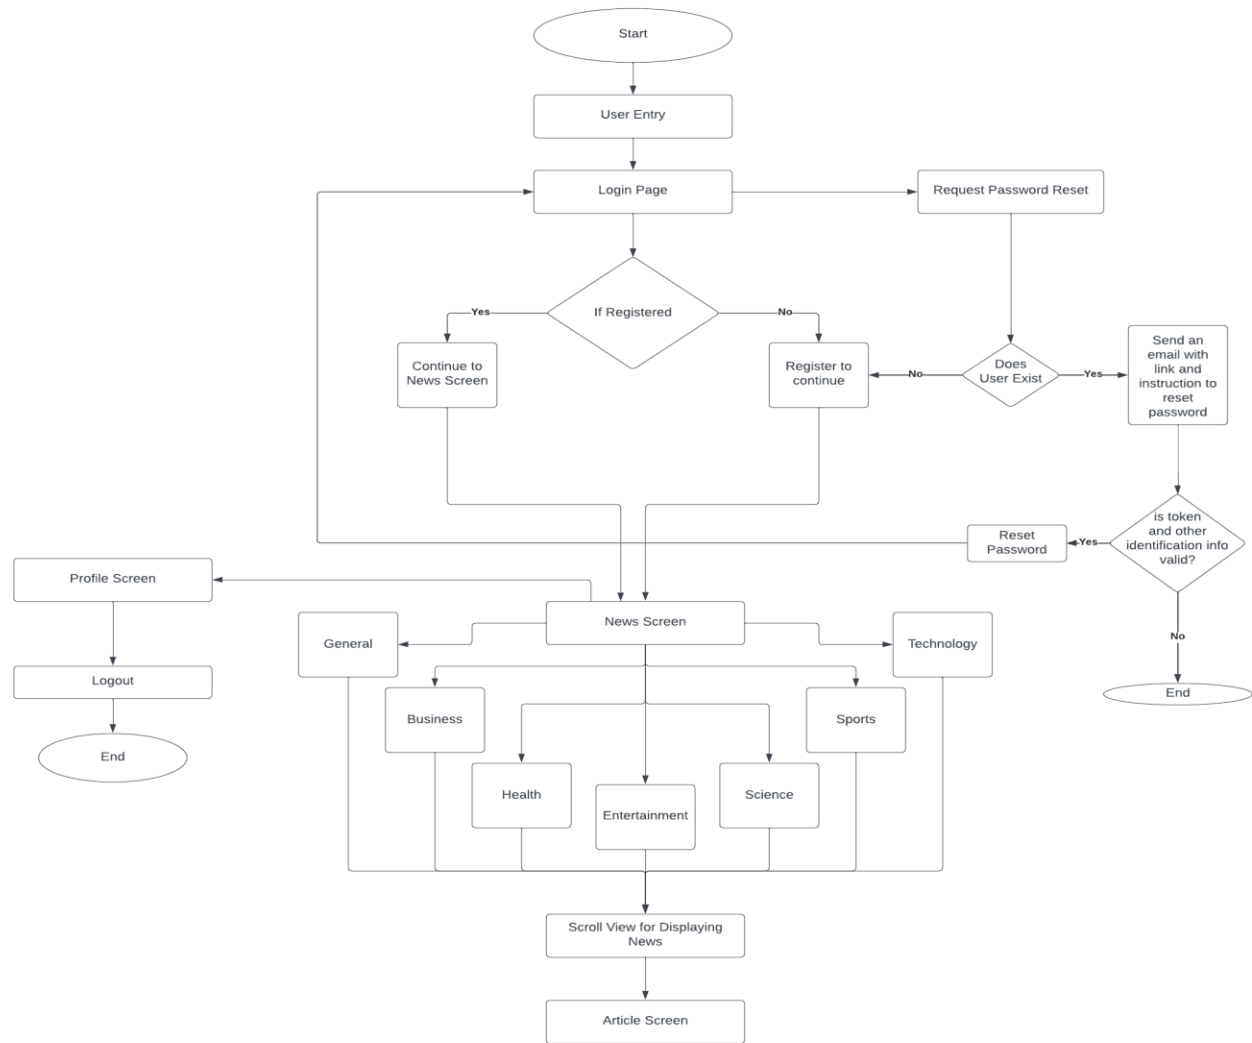 Start
User Entry
Login Page
Request Password Reset
If Registered
Yes
No
Continue to
News Screen
Register to
continue
No
Does
User Exist
Yes
Send an
email with
link and
instruction to
reset
password
is token
and other
identification info
valid?
Yes
Reset
Password
No
End
Profile Screen
Logout
End
News Screen
General
Technology
Business
Sports
Health
Entertainment
Science
Scroll View for Displaying
News
Article Screen